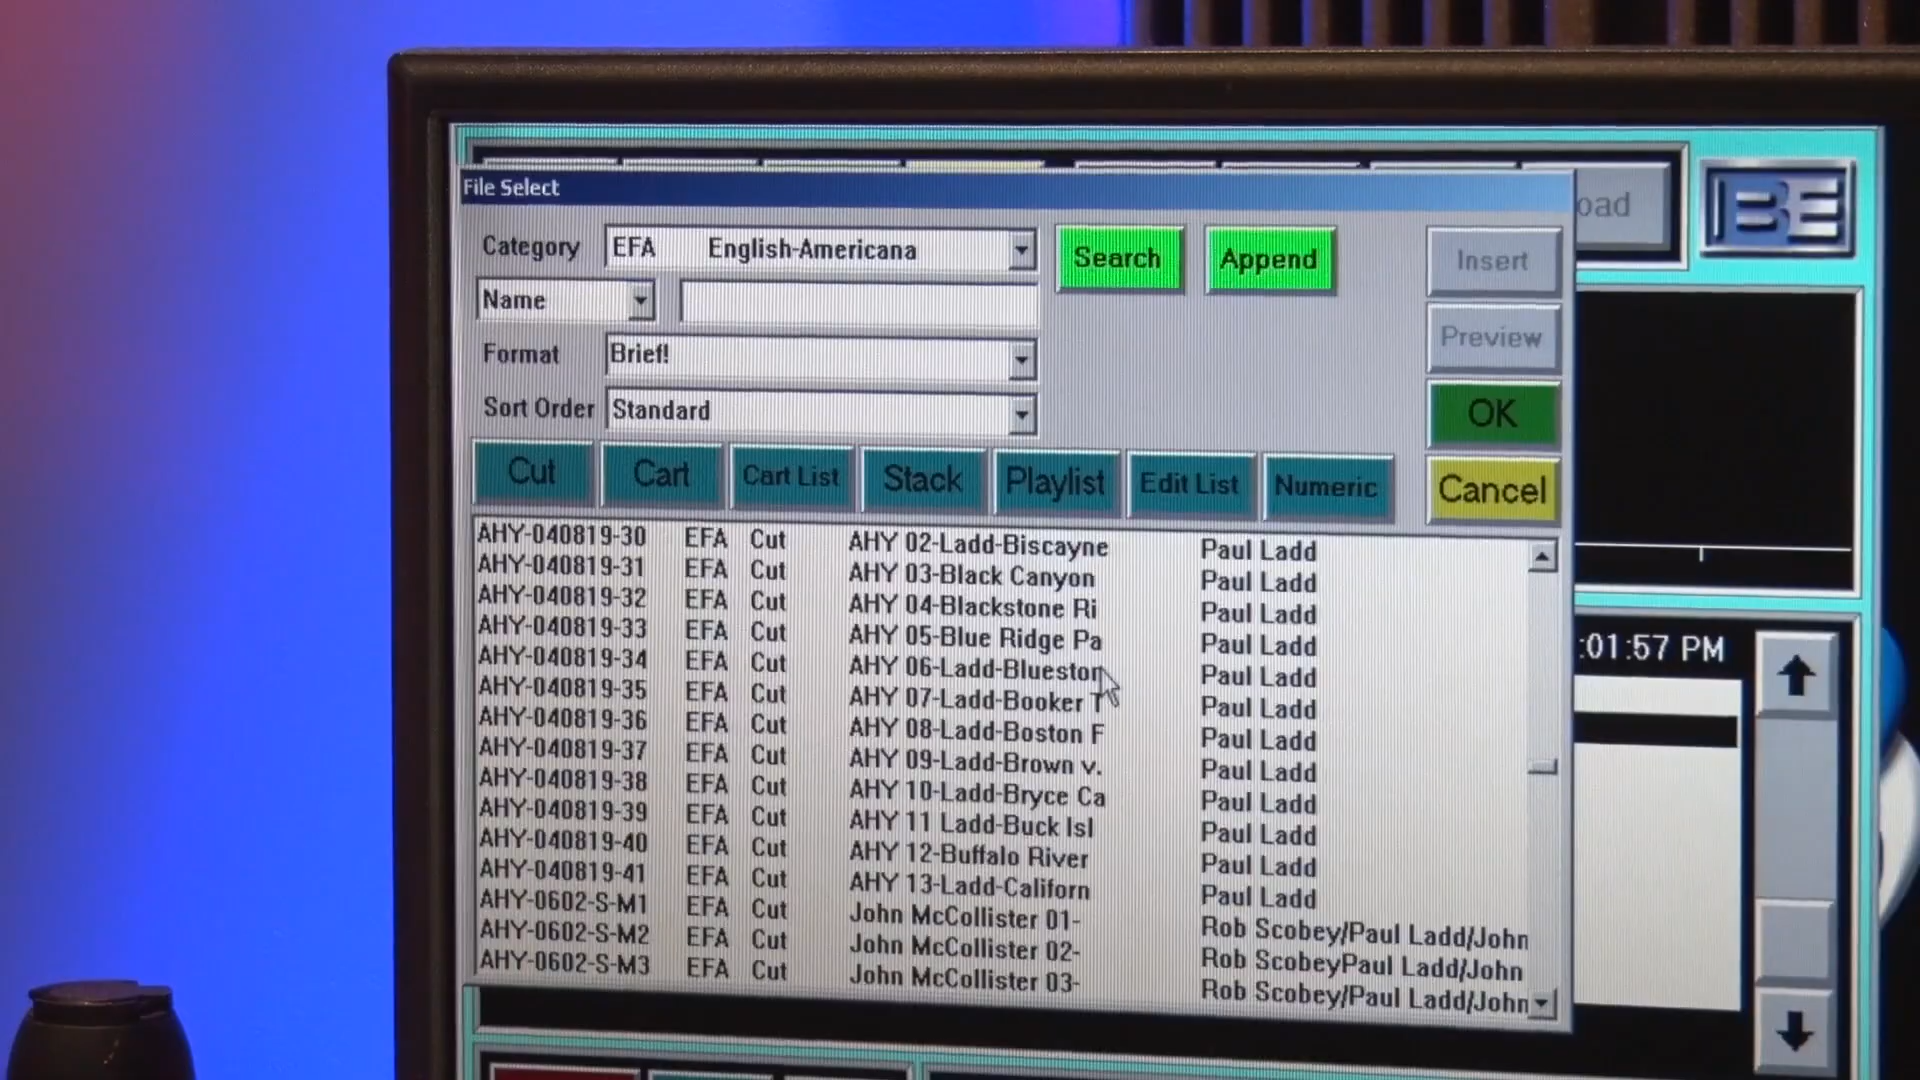 File Select
Category EFA English-Americana Search Append Insert
oad
BE
Name
Preview
Format Brief!
OK
Sort Order Standard
Cut Cart Cart List Stack Playlist Edit List Numeric Cancel
AHY-040819-30 EFA Cut AHY 02-Ladd-Biscayne Paul Ladd
AHY-040819-31 EFA Cut AHY 03-Black Canyon Paul Ladd
AHY-040819-32 EFA Cut AHY 04-Blackstone Ri Paul Ladd
AHY-040819-33 EFA Cut AHY 05-Blue Ridge Pa Paul Ladd
AHY-040819-34 EFA Cut AHY 06-Ladd-Blueston Paul Ladd
AHY-040819-35 EFA Cut AHY 07-Ladd-Booker T Paul Ladd
AHY-040819-36 EFA Cut AHY 08-Ladd-Boston F Paul Ladd
AHY-040819-37 EFA Cut AHY 09-Ladd-Brown v. Paul Ladd
AHY-040819-38 EFA Cut AHY 10-Ladd-Bryce Ca Paul Ladd
AHY-040819-39 EFA Cut AHY 11 Ladd-Buck Isl Paul Ladd
AHY-040819-40 EFA Cut AHY 12-Buffalo River Paul Ladd
AHY-040819-41 EFA Cut AHY 13-Ladd-Californ Paul Ladd
AHY-0602-S-M1 EFA Cut John McCollister 01- Rob Scobey/Paul Ladd/John
AHY-0602-S-M2 EFA Cut John McCollister 02- Rob ScobeyPaul Ladd/John
AHY-0602-S-M3 EFA Cut John McCollister 03- Rob Scobey/Paul Ladd/John
:01:57 PM